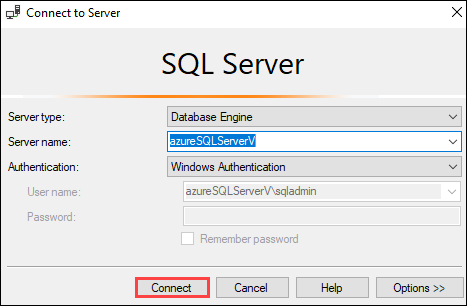 Connect to Server
SQL Server
Server type: Database Engine
Server name: azureSQLServerV
Authentication: Windows Authentication
User name: azureSQLServerV\sqladmin
Password:
Remember password
Connect Cancel Help Options >>